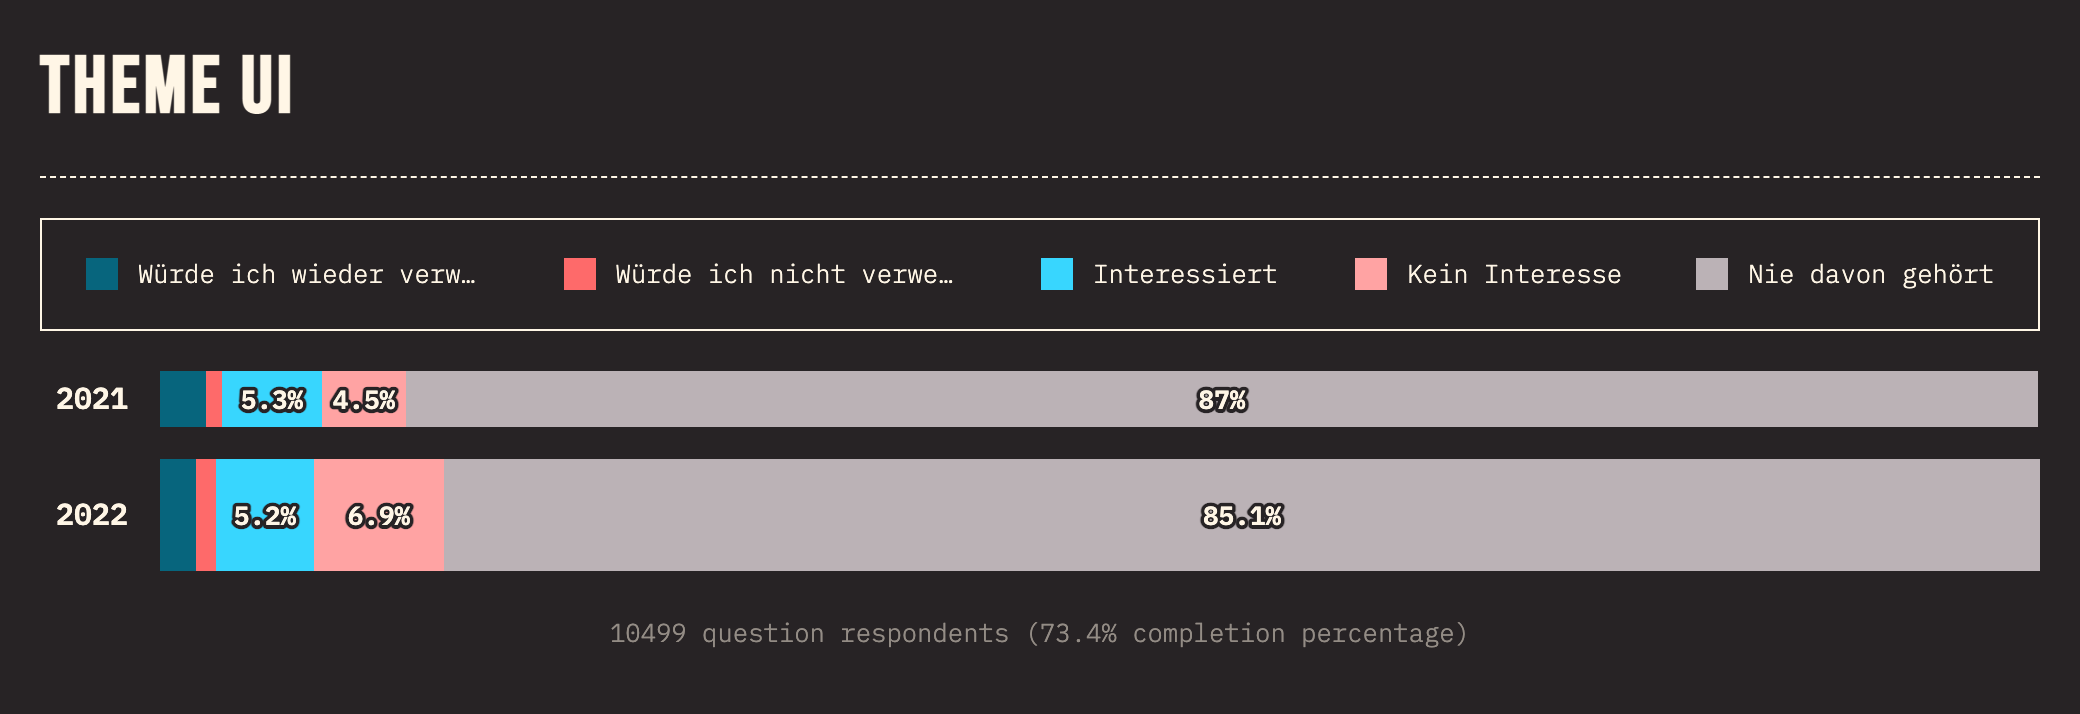 THEME UI
Würde ich wieder verw… Würde ich nicht verwe… Interessiert Kein Interesse Nie davon gehört
2021 5.3% 4.5% 87%
2022 5.2% 6.9% 85.1%
10499 question respondents (73.4% completion percentage)